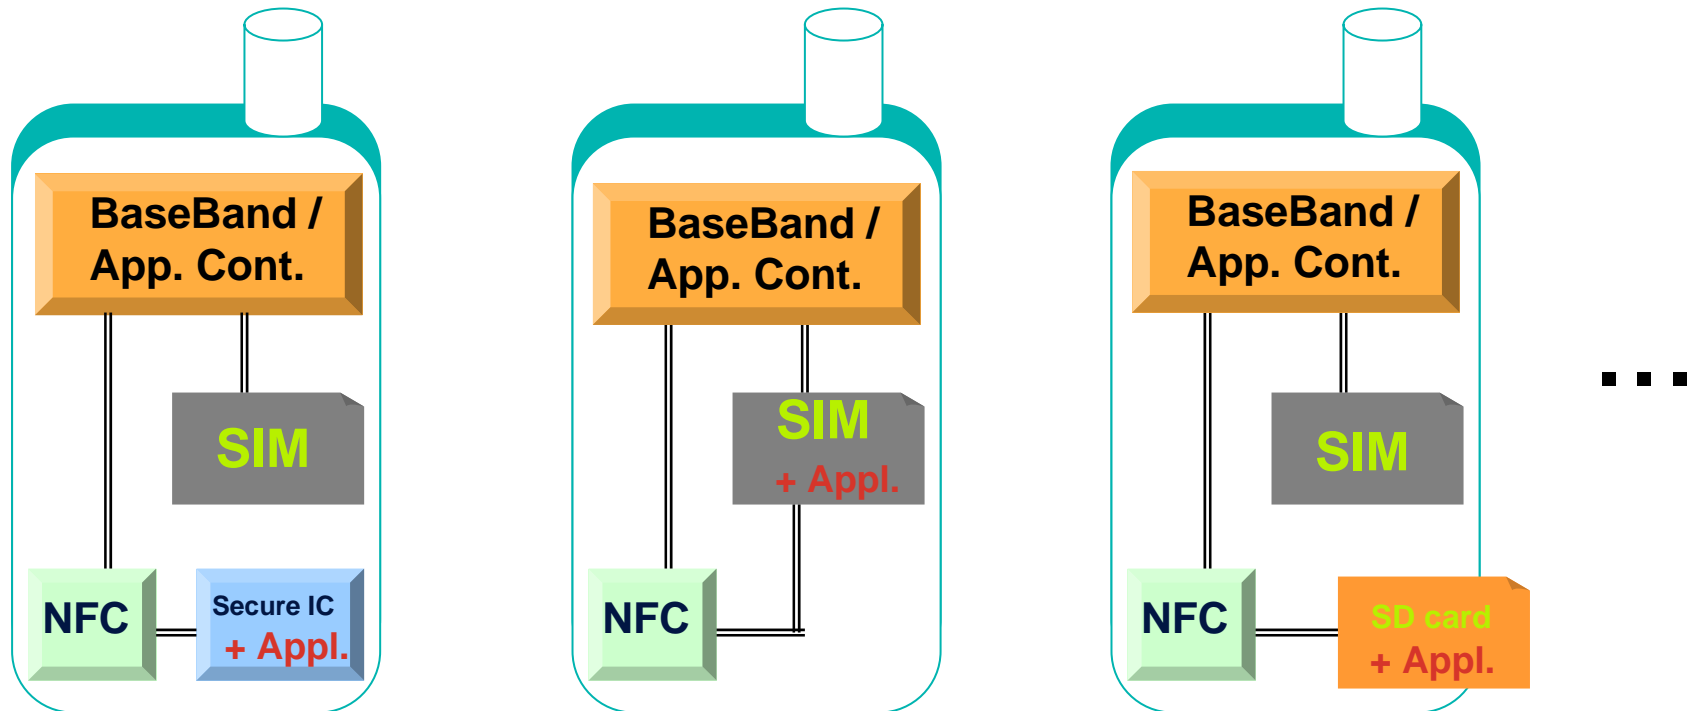 BaseBand /
App. Cont.
SIM
NFC
Secure IC
+ Appl.
BaseBand /
App. Cont.
SIM
+ Appl.
NFC
BaseBand /
App. Cont.
SIM
NFC
SD card
+ Appl.
...